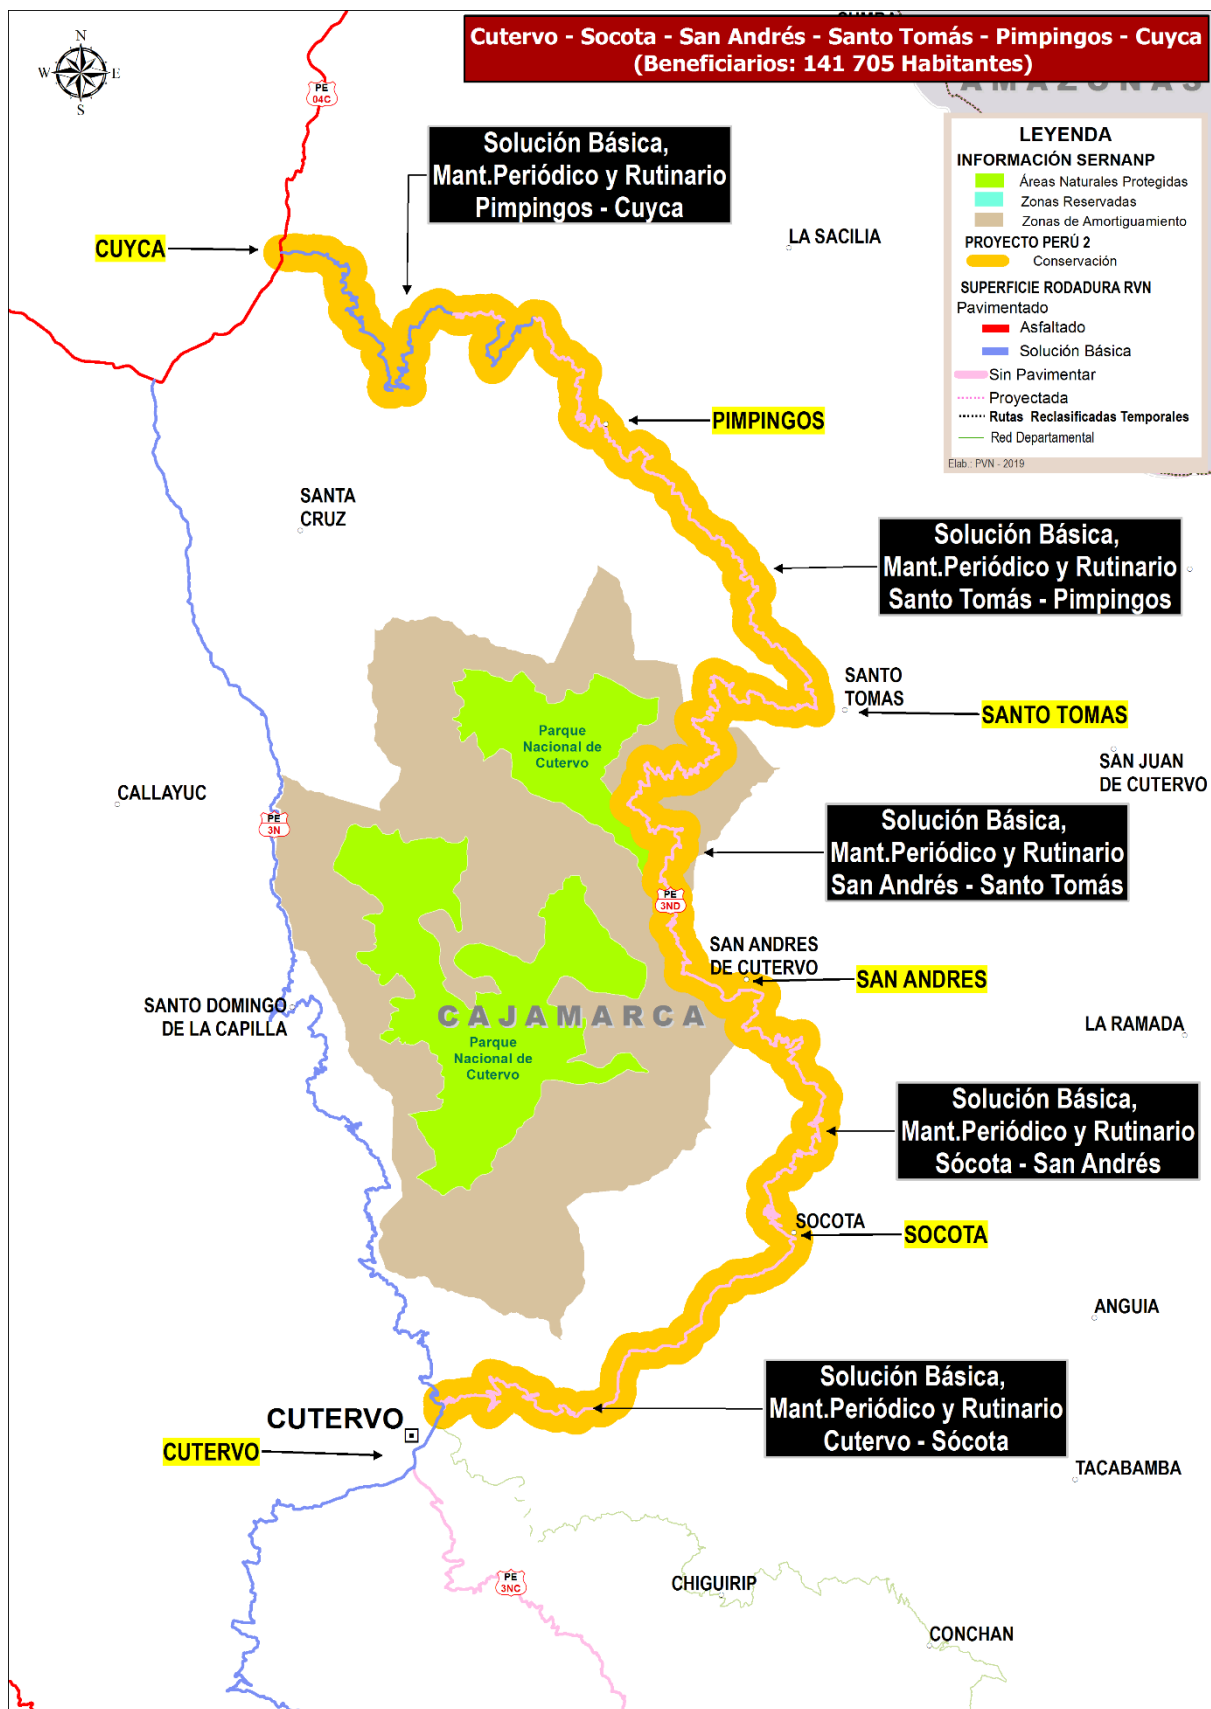 Cutervo - Socota - San Andrés - Santo Tomás - Pimpingos - Cuyca
(Beneficiarios: 141 705 Habitantes)
AMAZONAS
N
W
E
S
PE
04C
LEYENDA
INFORMACIÓN SERNANP
Áreas Naturales Protegidas
Zonas Reservadas
Zonas de Amortiguamiento
PROYECTO PERÚ 2
Conservación
SUPERFICIE RODADURA RVN
Pavimentado
Asfaltado
Solución Básica
Sin Pavimentar
Proyectada
Rutas Reclasificadas Temporales
Red Departamental
Elab.: PVN - 2019
Solución Básica,
Mant.Periódico y Rutinario
Pimpingos - Cuyca
CUYCA
LA SACILIA
PIMPINGOS
SANTA
CRUZ
Solución Básica,
Mant.Periódico y Rutinario
Santo Tomás - Pimpingos
SANTO
TOMAS
SANTO TOMAS
Parque
Nacional de
Cutervo
SAN JUAN
DE CUTERVO
CALLAYUC
PE
3N
Solución Básica,
Mant.Periódico y Rutinario
San Andrés - Santo Tomás
PE
3ND
SAN ANDRES
DE CUTERVO
SAN ANDRES
SANTO DOMINGO
DE LA CAPILLA
CAJAMARCA
LA RAMADA
Parque
Nacional de
Cutervo
Solución Básica,
Mant.Periódico y Rutinario
Sócota - San Andrés
SOCOTA
SOCOTA
ANGUIA
Solución Básica,
Mant.Periódico y Rutinario
Cutervo - Sócota
CUTERVO
CUTERVO
TACABAMBA
PE
3NC
CHIGUIRIP
CONCHAN